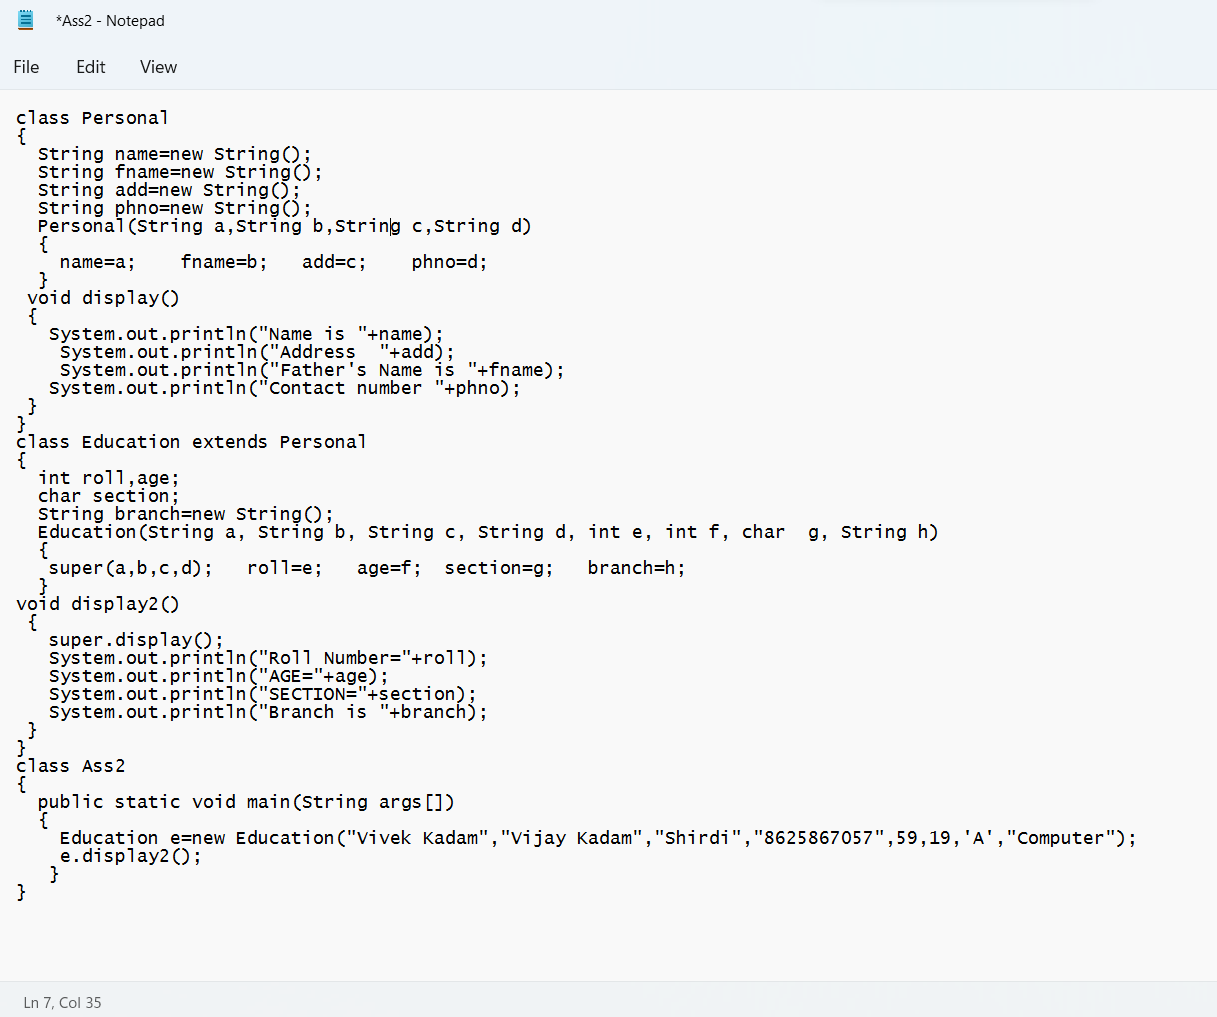 *Ass2 - Notepad
File Edit View
class Personal
{
  String name=new String();
  String fname=new String();
  String add=new String();
  String phno=new String();
  Personal(String a,String b,String c,String d)
  {
    name=a;    fname=b;   add=c;    phno=d;
  }
 void display()
 {
   System.out.println("Name is "+name);
    System.out.println("Address  "+add);
    System.out.println("Father's Name is "+fname);
   System.out.println("Contact number "+phno);
 }
}
class Education extends Personal
{
  int roll,age;
  char section;
  String branch=new String();
  Education(String a, String b, String c, String d, int e, int f, char  g, String h)
  {
   super(a,b,c,d);   roll=e;   age=f;  section=g;   branch=h;
  }
void display2()
 {
   super.display();
   System.out.println("Roll Number="+roll);
   System.out.println("AGE="+age);
   System.out.println("SECTION="+section);
   System.out.println("Branch is "+branch);
 }
}
class Ass2
{
  public static void main(String args[])
  {
    Education e=new Education("Vivek Kadam","Vijay Kadam","Shirdi","8625867057",59,19,'A',"Computer");
    e.display2();
   }
}
Ln 7, Col 35